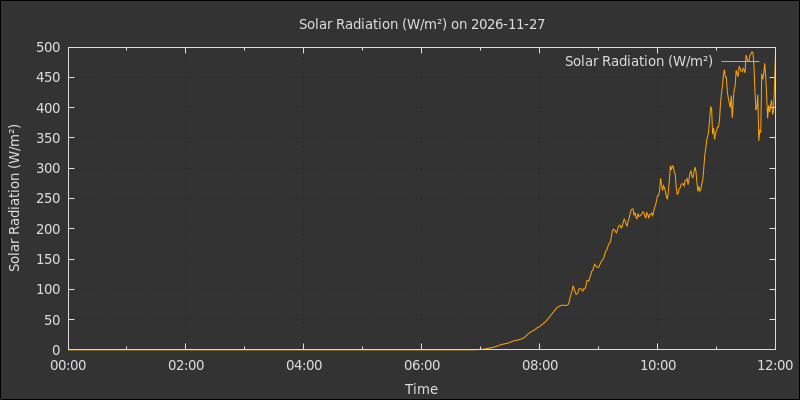 Solar Radiation (W/m²) on 2026-11-27
Solar Radiation (W/m²)
Solar Radiation (W/m²)
500
450
400
350
300
250
200
150
100
50
0
00:00 02:00 04:00 06:00 08:00 10:00 12:00
Time